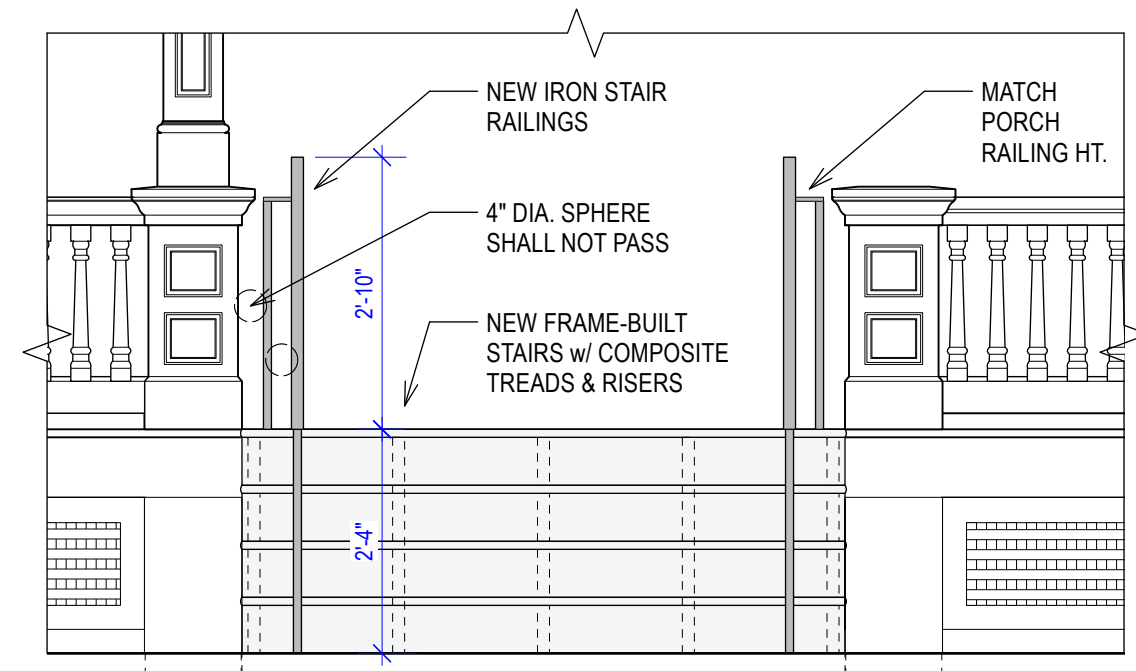 NEW IRON STAIR
RAILINGS
MATCH
PORCH
RAILING HT.
4" DIA. SPHERE
SHALL NOT PASS
2'-10"
NEW FRAME-BUILT
STAIRS w/ COMPOSITE
TREADS & RISERS
2'-4"